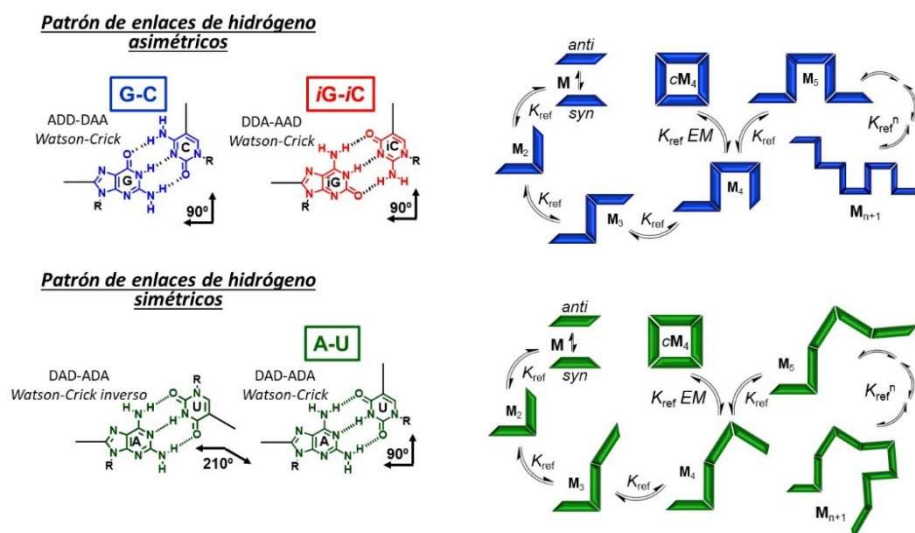 Patrón de enlaces de hidrógeno
asimétricos
G-C
ADD-DAA
Watson-Crick
O
H
N
H
N
H
N
C
N
N
N
G
N
N
R
O
N
H
H
R
90º
iG-iC
DDA-AAD
Watson-Crick
H
H
N
O
iC
N
N
H
N
N
R
iG
N
N
O
H
N
H
R
90º
anti
M
syn
Kref
M2
Kref
M3
Kref
M4
cM4
Kref EM
Kref
M5
Krefn
Mn+1
Patrón de enlaces de hidrógeno
simétricos
DAD-ADA
Watson-Crick inverso
R
H
N
H
O
N
U
N
N
H
N
iA
N
N
O
R
N
H
H
210º
A-U
DAD-ADA
Watson-Crick
H
N
H
O
U
N
N
H
N
N
R
A
N
N
O
R
N
H
H
90º
anti
M
syn
Kref
M2
Kref
M3
Kref
M4
cM4
Kref EM
Kref
M5
Krefn
Mn+1